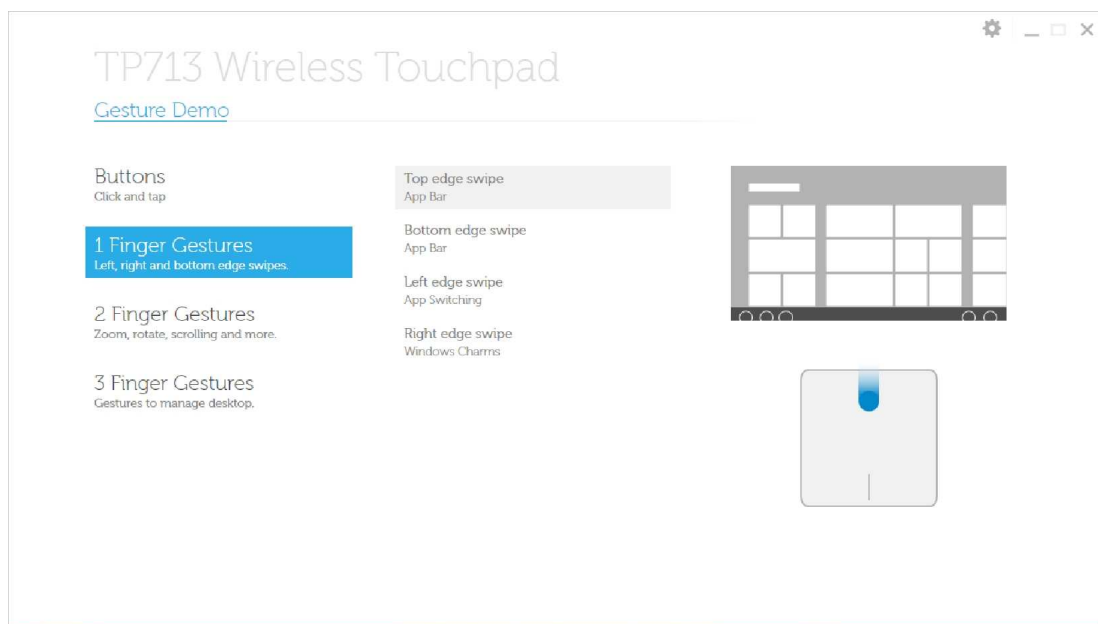 TP713 Wireless Touchpad
Gesture Demo
Buttons
Click and tap
1 Finger Gestures
Left, right and bottom edge swipes.
2 Finger Gestures
Zoom, rotate, scrolling and more.
3 Finger Gestures
Gestures to manage desktop.
Top edge swipe
App Bar
Bottom edge swipe
App Bar
Left edge swipe
App Switching
Right edge swipe
Windows Charms